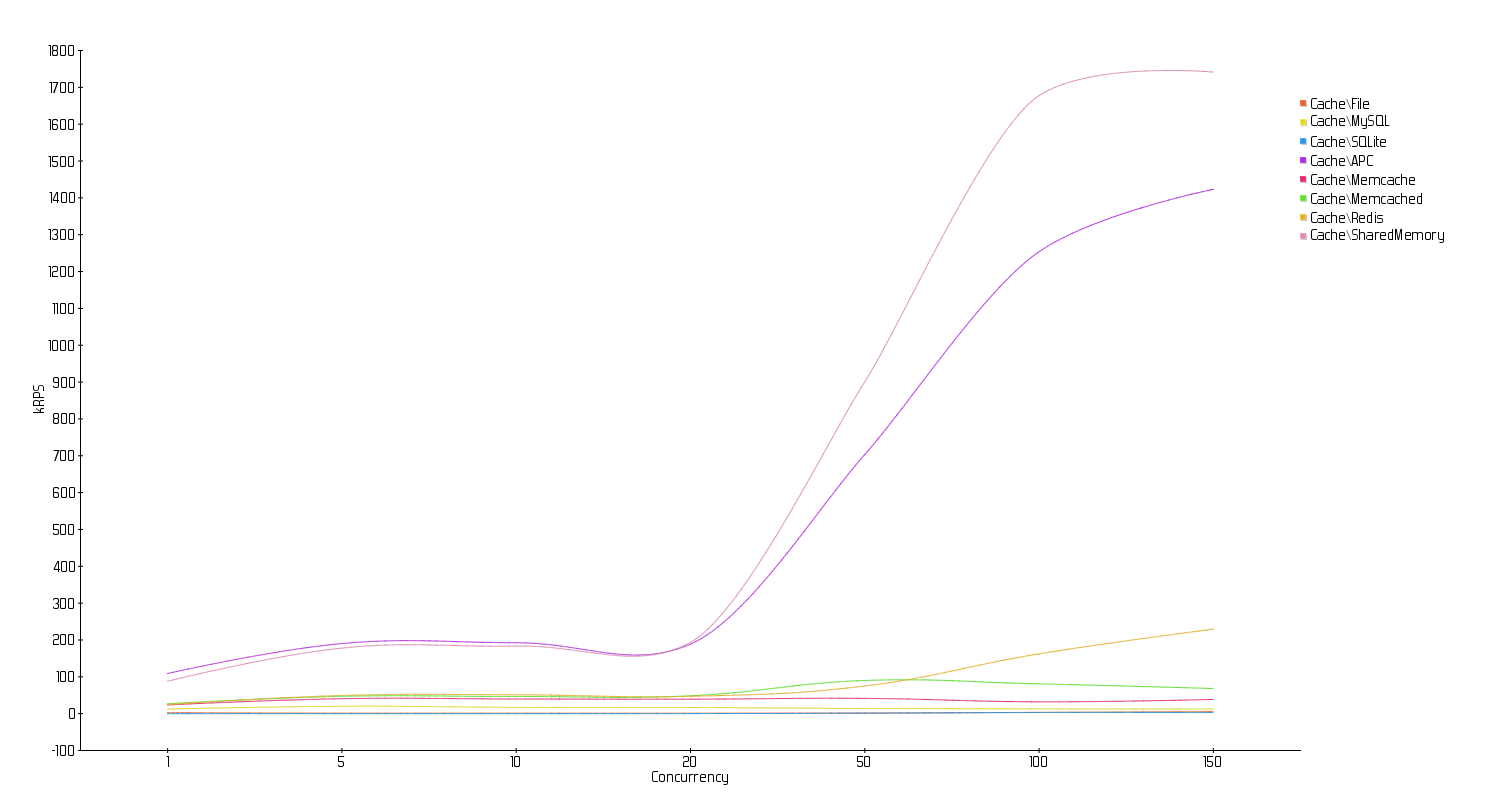 1800
1700
1600
1500
1400
1300
1200
1100
1000
900
800
700
600
500
400
300
200
100
0
-100
kRPS
1 5 10 20 50 100 150
Concurrency
Cache\File
Cache\MySQL
Cache\SQLite
Cache\APC
Cache\Memcache
Cache\Memcached
Cache\Redis
Cache\SharedMemory